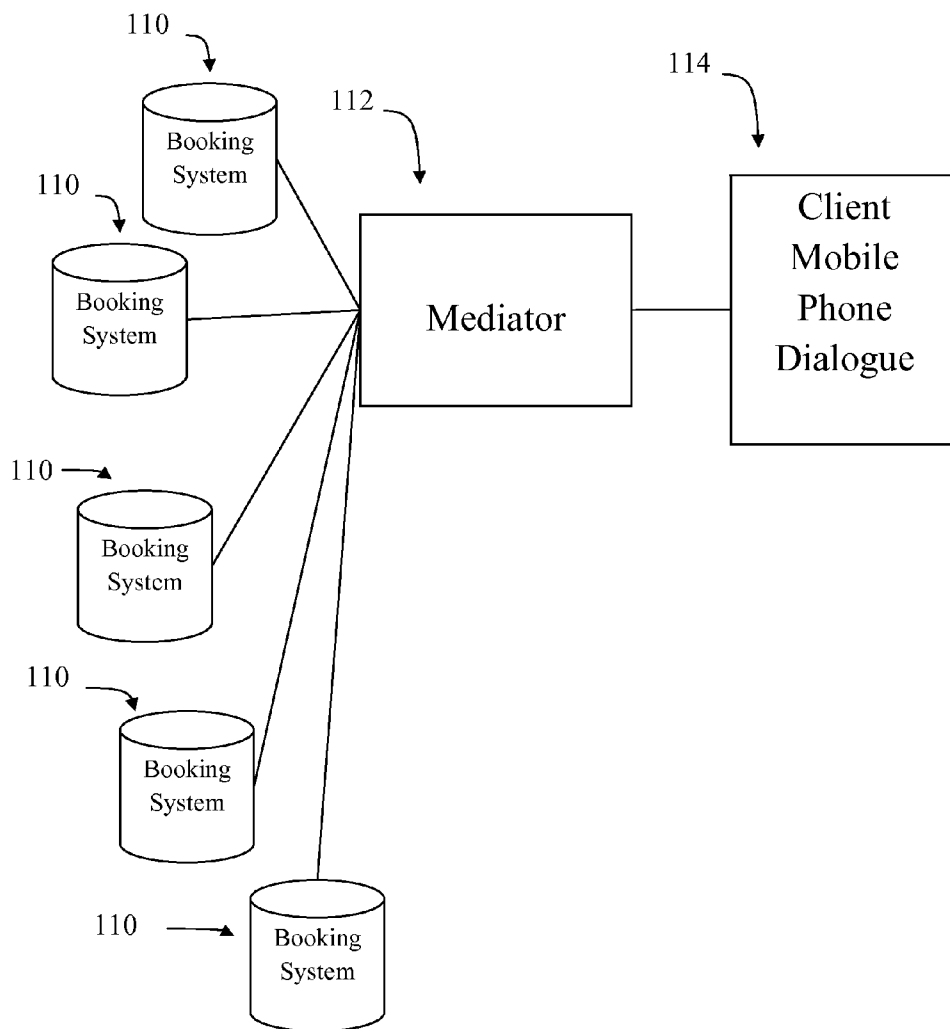 110
114
112
Booking
System
110
Client
Mobile
Phone
Dialogue
Booking
System
Mediator
110
Booking
System
110
Booking
System
110
Booking
System